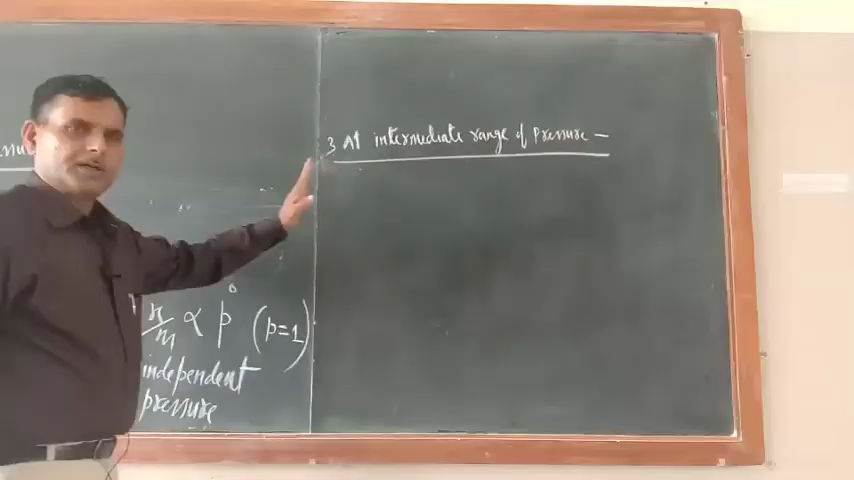 3 At intermediate range of Pressure —
x/m ∝ p° (p=1)
independent
pressure